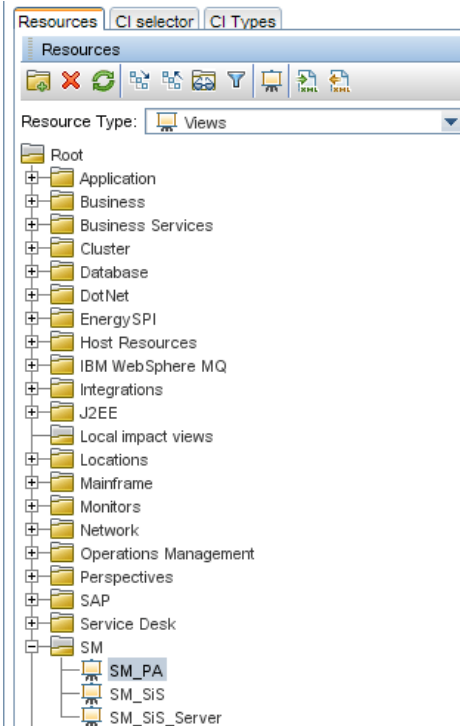 Resources CI selector CI Types
Resources
XML XML
Resource Type: Views
Root
Application
Business
Business Services
Cluster
Database
DotNet
EnergySPI
Host Resources
IBM WebSphere MQ
Integrations
J2EE
Local impact views
Locations
Mainframe
Monitors
Network
Operations Management
Perspectives
SAP
Service Desk
SM
SM_PA
SM_SiS
SM_SiS_Server